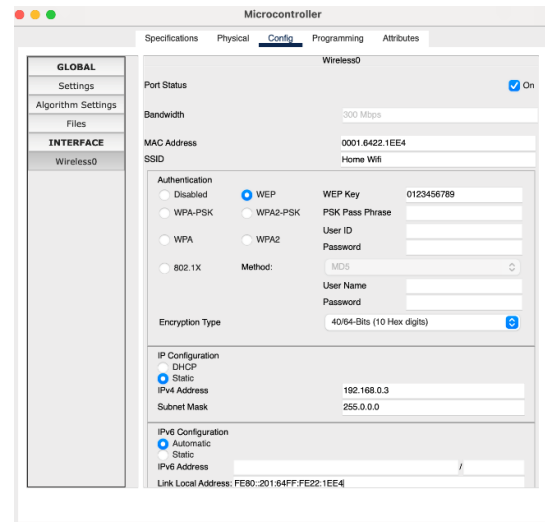 Microcontroller
Specifications Physical Config Programming Attributes
GLOBAL
Settings
Algorithm Settings
Files
INTERFACE
Wireless0
Wireless0
Port Status On
Bandwidth 300 Mbps
MAC Address 0001.6422.1EE4
SSID Home Wifi
Authentication
Disabled WEP WEP Key 0123456789
WPA-PSK WPA2-PSK PSK Pass Phrase
User ID
WPA WPA2
Password
802.1X Method: MD5
User Name
Password
Encryption Type 40/64-Bits (10 Hex digits)
IP Configuration
DHCP
Static
IPv4 Address 192.168.0.3
Subnet Mask 255.0.0.0
IPv6 Configuration
Automatic
Static
IPv6 Address /
Link Local Address: FE80::201:64FF:FE22:1EE4